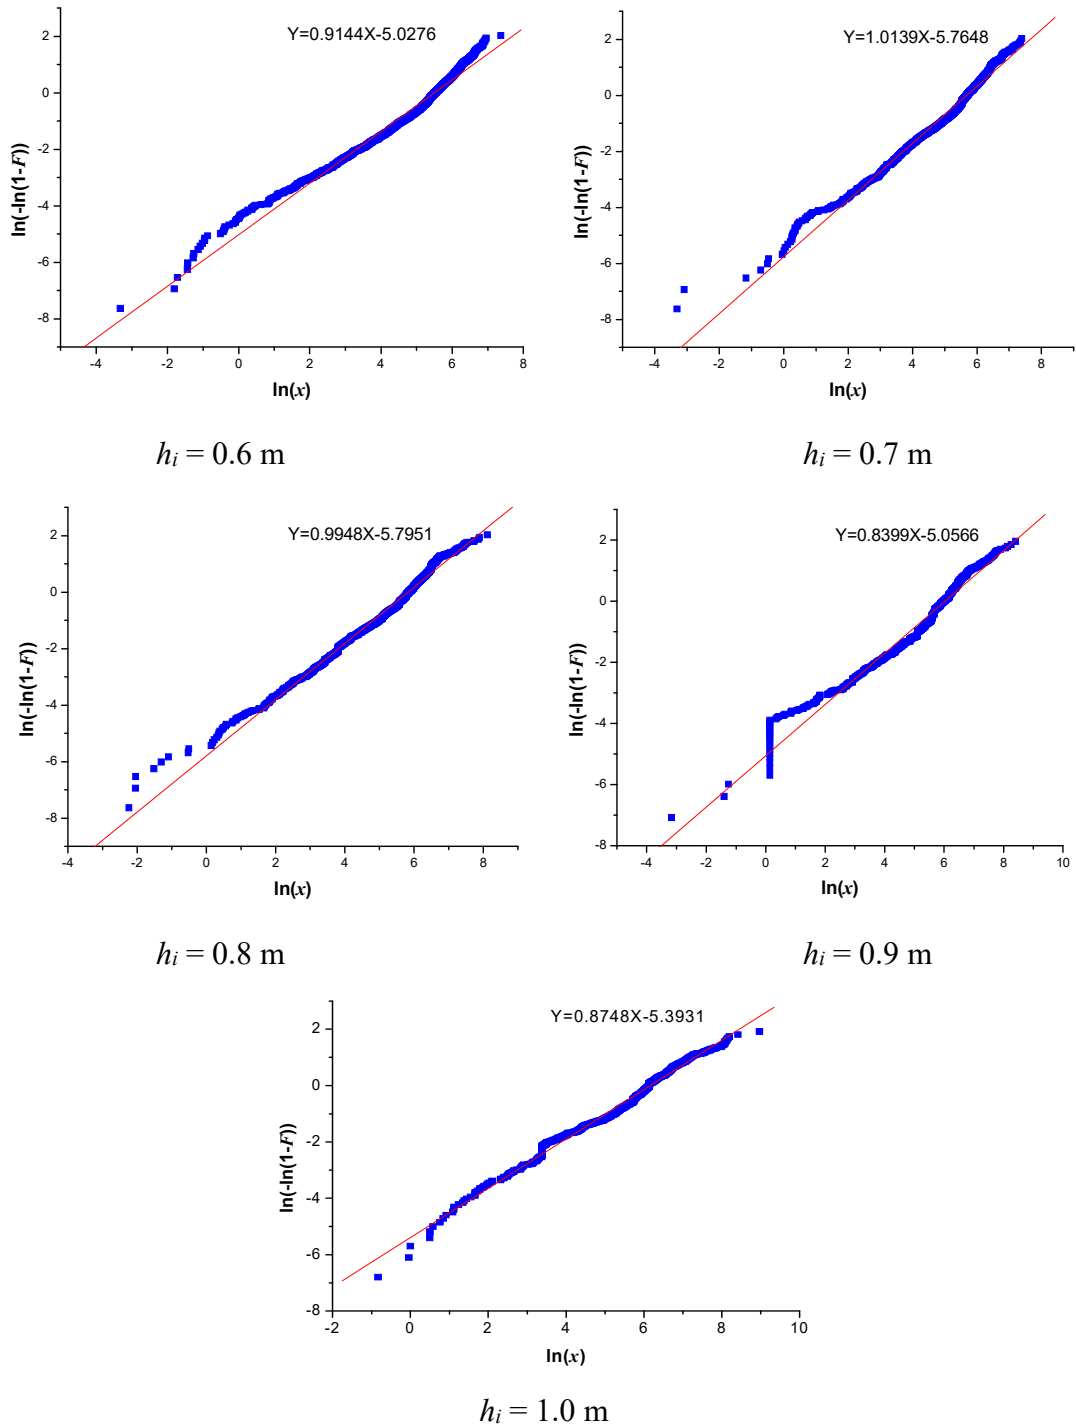 Y=0.9144X-5.0276
2
0
-2
-4
-6
-8
ln(-ln(1-F))
-4 -2 0 2 4 6 8
ln(x)
hi = 0.6 m
Y=1.0139X-5.7648
2
0
-2
-4
-6
-8
ln(-ln(1-F))
-4 -2 0 2 4 6 8
ln(x)
hi = 0.7 m
Y=0.9948X-5.7951
2
0
-2
-4
-6
-8
ln(-ln(1-F))
-4 -2 0 2 4 6 8
ln(x)
hi = 0.8 m
Y=0.8399X-5.0566
2
0
-2
-4
-6
-8
ln(-ln(1-F))
-4 -2 0 2 4 6 8 10
ln(x)
hi = 0.9 m
Y=0.8748X-5.3931
2
0
-2
-4
-6
-8
ln(-ln(1-F))
-2 0 2 4 6 8 10
ln(x)
hi = 1.0 m